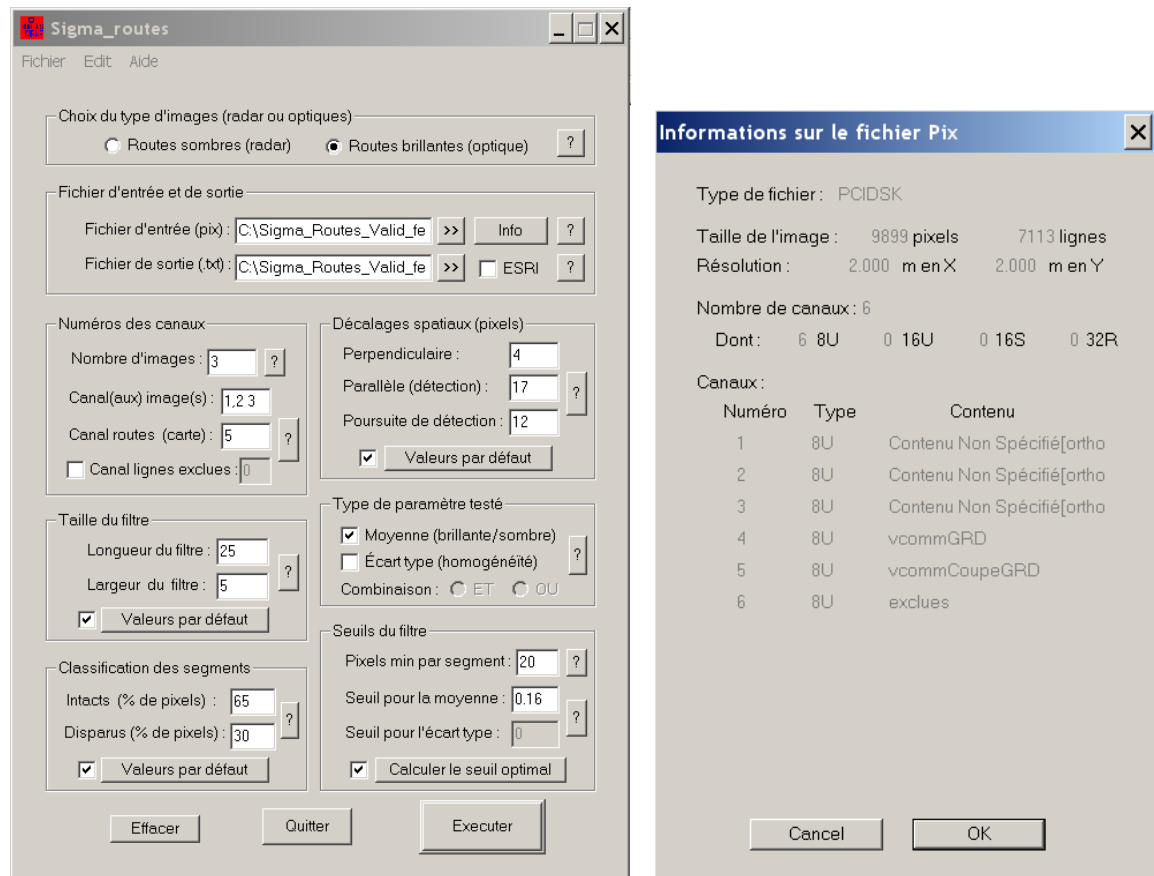 Sigma_routes
Fichier Edit Aide
Choix du type d'images (radar ou optiques)
Routes sombres (radar) Routes brillantes (optique) ?
Fichier d'entrée et de sortie
Fichier d'entrée (pix) : C:\Sigma_Routes_Valid_fe >> Info ?
Fichier de sortie (.txt) : C:\Sigma_Routes_Valid_fe >> ESRI ?
Numéros des canaux
Nombre d'images : 3 ?
Canal(aux) image(s) : 1,2 3
Canal routes (carte) : 5 ?
Canal lignes exclues : 0
Taille du filtre
Longueur du filtre : 25
Largeur du filtre : 5 ?
Valeurs par défaut
Classification des segments
Intacts (% de pixels) : 65
Disparus (% de pixels) : 30 ?
Valeurs par défaut
Décalages spatiaux (pixels)
Perpendiculaire : 4
Parallèle (détection) : 17 ?
Poursuite de détection : 12
Valeurs par défaut
Type de paramètre testé
Moyenne (brillante/sombre)
Écart type (homogénéïté) ?
Combinaison : ET OU
Seuils du filtre
Pixels min par segment : 20 ?
Seuil pour la moyenne : 0.16
Seuil pour l'écart type : 0 ?
Calculer le seuil optimal
Effacer Quitter Executer
Informations sur le fichier Pix
Type de fichier : PCIDSK
Taille de l'image : 9899 pixels 7113 lignes
Résolution : 2.000 m en X 2.000 m en Y
Nombre de canaux : 6
Dont : 6 8U 0 16U 0 16S 0 32R
Canaux :
Numéro Type Contenu
1 8U Contenu Non Spécifié[ortho
2 8U Contenu Non Spécifié[ortho
3 8U Contenu Non Spécifié[ortho
4 8U vcommGRD
5 8U vcommCoupeGRD
6 8U exclues
Cancel OK